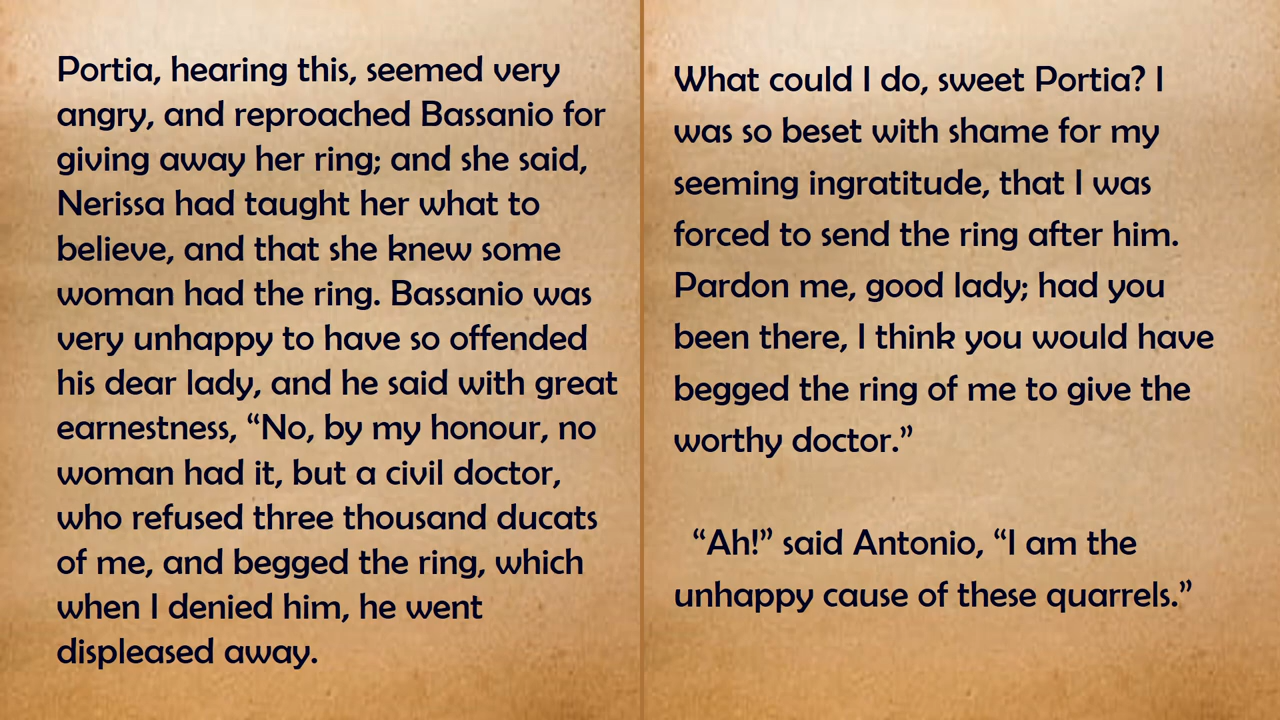 Portia, hearing this, seemed very
angry, and reproached Bassanio for
giving away her ring; and she said,
Nerissa had taught her what to
believe, and that she knew some
woman had the ring. Bassanio was
very unhappy to have so offended
his dear lady, and he said with great
earnestness, “No, by my honour, no
woman had it, but a civil doctor,
who refused three thousand ducats
of me, and begged the ring, which
when I denied him, he went
displeased away.
What could I do, sweet Portia? I
was so beset with shame for my
seeming ingratitude, that I was
forced to send the ring after him.
Pardon me, good lady; had you
been there, I think you would have
begged the ring of me to give the
worthy doctor.”
“Ah!” said Antonio, “I am the
unhappy cause of these quarrels.”